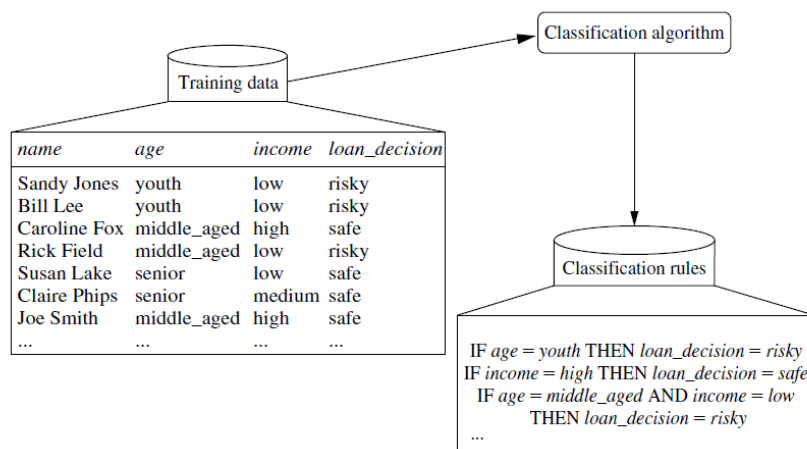 Classification algorithm
Training data
name age income loan_decision
Sandy Jones youth low risky
Bill Lee youth low risky
Caroline Fox middle_aged high safe
Rick Field middle_aged low risky
Susan Lake senior low safe
Claire Phips senior medium safe
Joe Smith middle_aged high safe
... ... ... ...
Classification rules
IF age = youth THEN loan_decision = risky
IF income = high THEN loan_decision = safe
IF age = middle_aged AND income = low
THEN loan_decision = risky
...